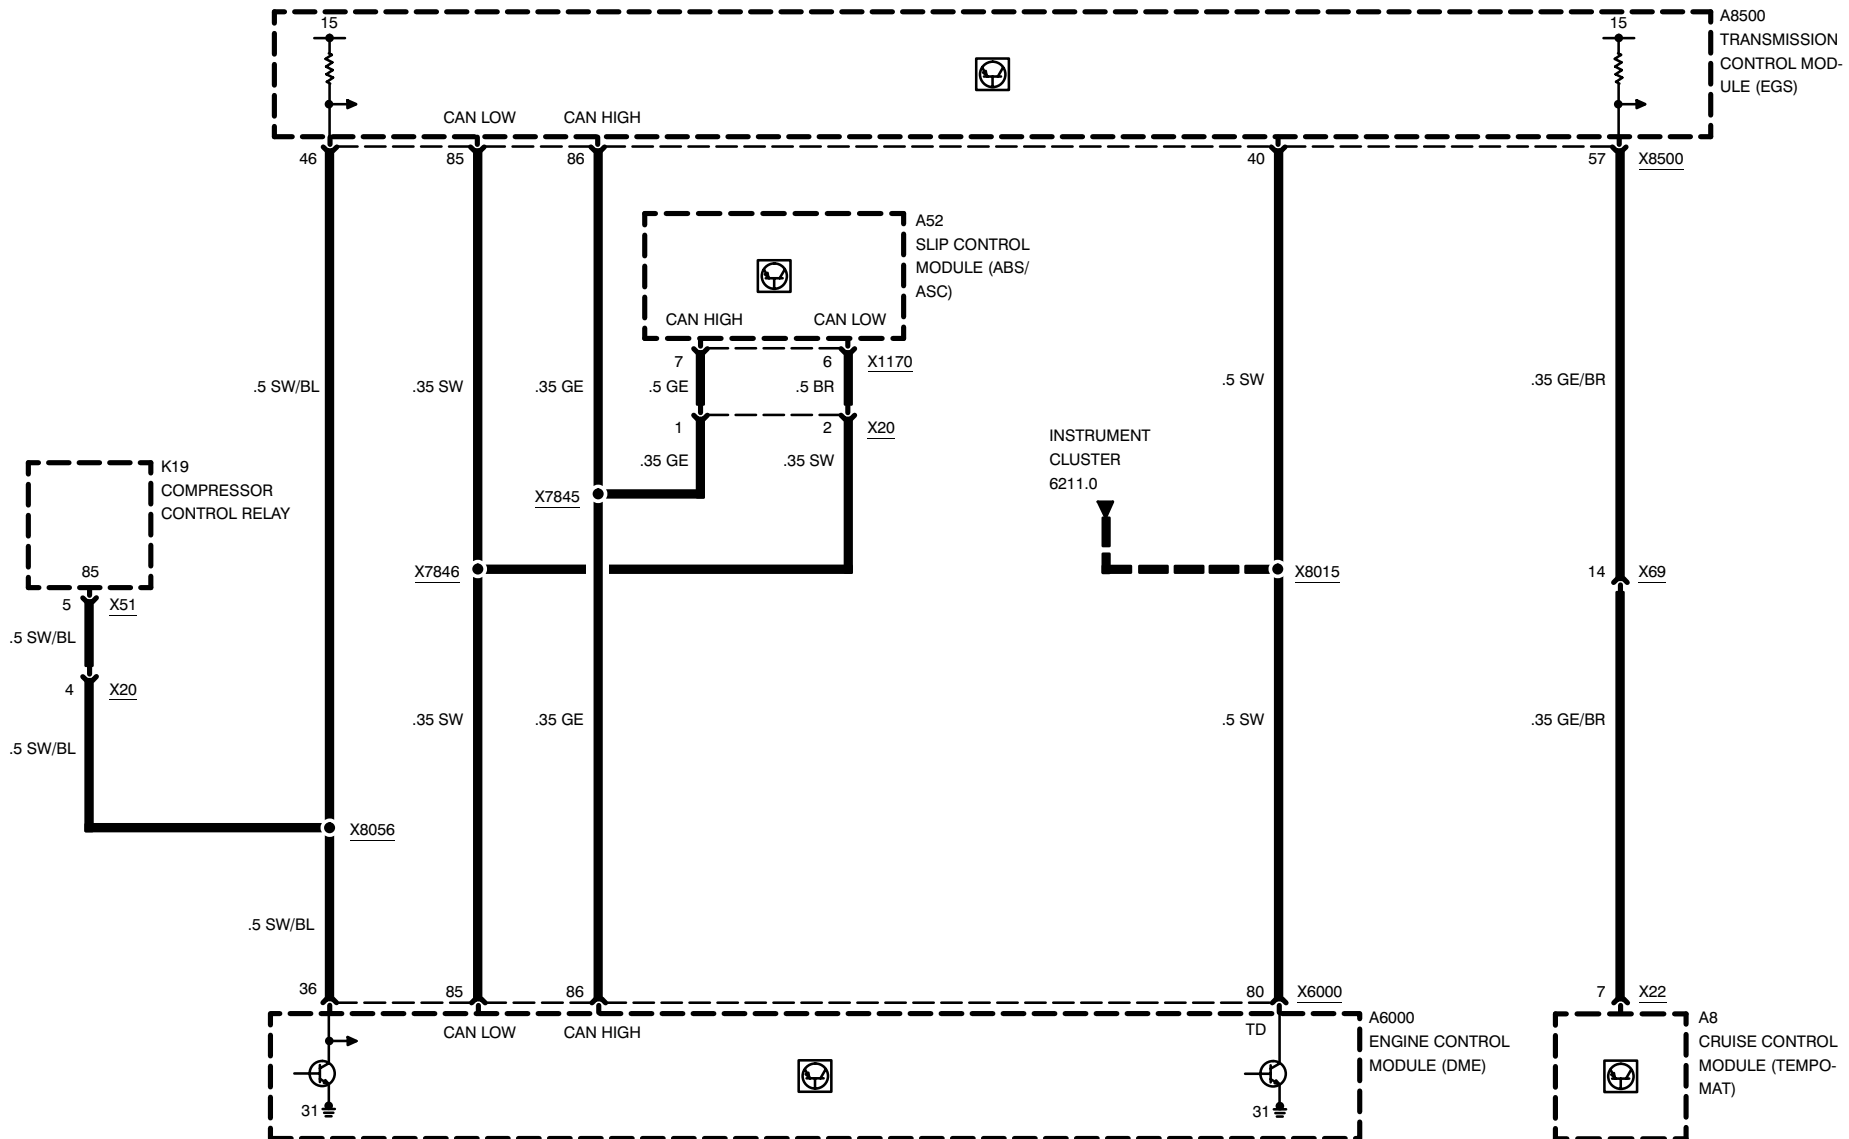 15
15
A8500
TRANSMISSION
CONTROL MOD-
ULE (EGS)
CAN LOW
CAN HIGH
46
85
86
40
57
X8500
A52
SLIP CONTROL
MODULE (ABS/
ASC)
CAN HIGH
CAN LOW
7
6
X1170
.5 SW/BL
.35 SW
.35 GE
.5 GE
.5 BR
.5 SW
.35 GE/BR
1
2
X20
.35 GE
.35 SW
INSTRUMENT
CLUSTER
6211.0
K19
COMPRESSOR
CONTROL RELAY
X7845
85
X7846
X8015
14
X69
5
X51
.5 SW/BL
4
X20
.35 SW
.35 GE
.5 SW
.35 GE/BR
.5 SW/BL
X8056
.5 SW/BL
36
85
86
80
X6000
7
X22
CAN LOW
CAN HIGH
TD
A6000
ENGINE CONTROL
MODULE (DME)
A8
CRUISE CONTROL
MODULE (TEMPO-
MAT)
31
31